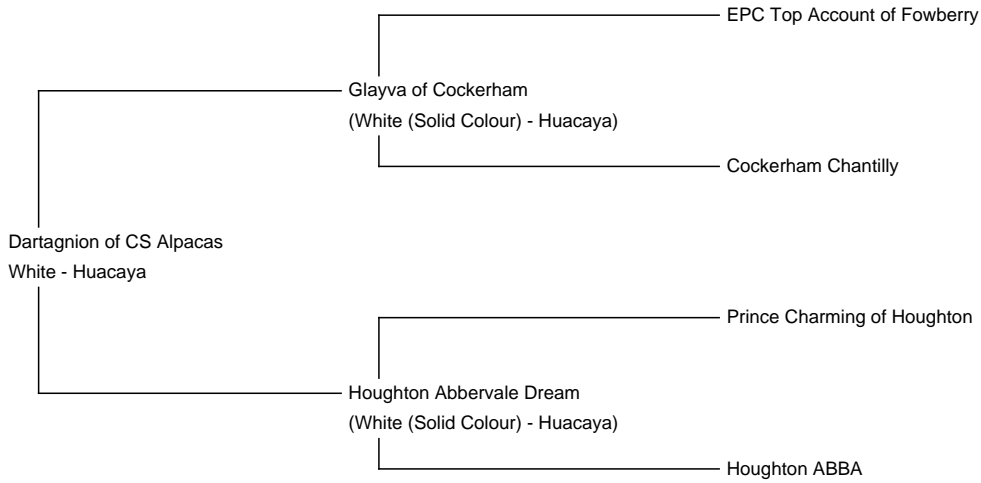 EPC Top Account of Fowberry
Glayva of Cockerham
(White (Solid Colour) - Huacaya)
Cockerham Chantilly
Dartagnion of CS Alpacas
White - Huacaya
Prince Charming of Houghton
Houghton Abbervale Dream
(White (Solid Colour) - Huacaya)
Houghton ABBA